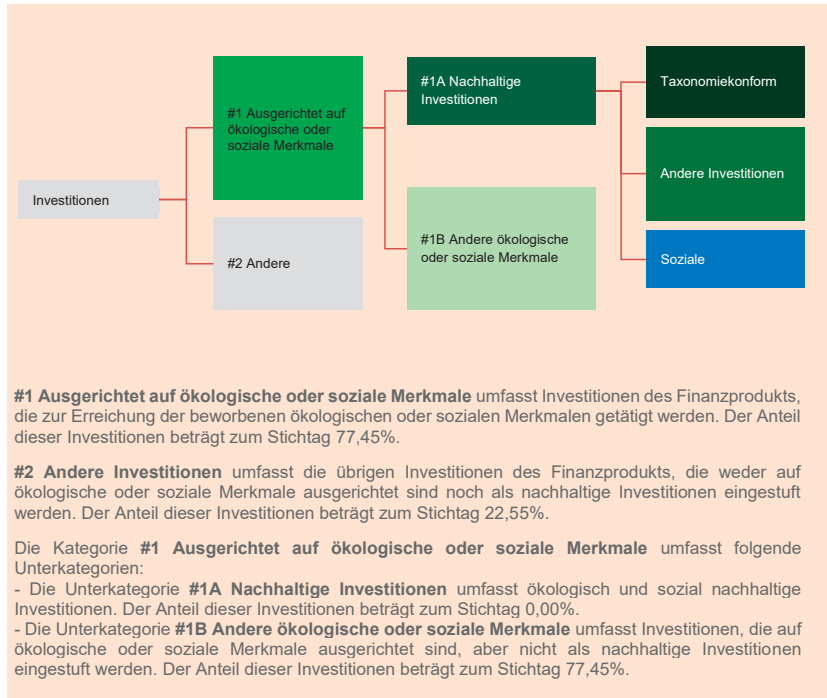 Investitionen
#1 Ausgerichtet auf
ökologische oder
soziale Merkmale
#2 Andere
#1A Nachhaltige
Investitionen
#1B Andere ökologische
oder soziale Merkmale
Taxonomiekonform
Andere Investitionen
Soziale
#1 Ausgerichtet auf ökologische oder soziale Merkmale umfasst Investitionen des Finanzprodukts,
die zur Erreichung der beworbenen ökologischen oder sozialen Merkmalen getätigt werden. Der Anteil
dieser Investitionen beträgt zum Stichtag 77,45%.
#2 Andere Investitionen umfasst die übrigen Investitionen des Finanzprodukts, die weder auf
ökologische oder soziale Merkmale ausgerichtet sind noch als nachhaltige Investitionen eingestuft
werden. Der Anteil dieser Investitionen beträgt zum Stichtag 22,55%.
Die Kategorie #1 Ausgerichtet auf ökologische oder soziale Merkmale umfasst folgende
Unterkategorien:
- Die Unterkategorie #1A Nachhaltige Investitionen umfasst ökologisch und sozial nachhaltige
Investitionen. Der Anteil dieser Investitionen beträgt zum Stichtag 0,00%.
- Die Unterkategorie #1B Andere ökologische oder soziale Merkmale umfasst Investitionen, die auf
ökologische oder soziale Merkmale ausgerichtet sind, aber nicht als nachhaltige Investitionen
eingestuft werden. Der Anteil dieser Investitionen beträgt zum Stichtag 77,45%.